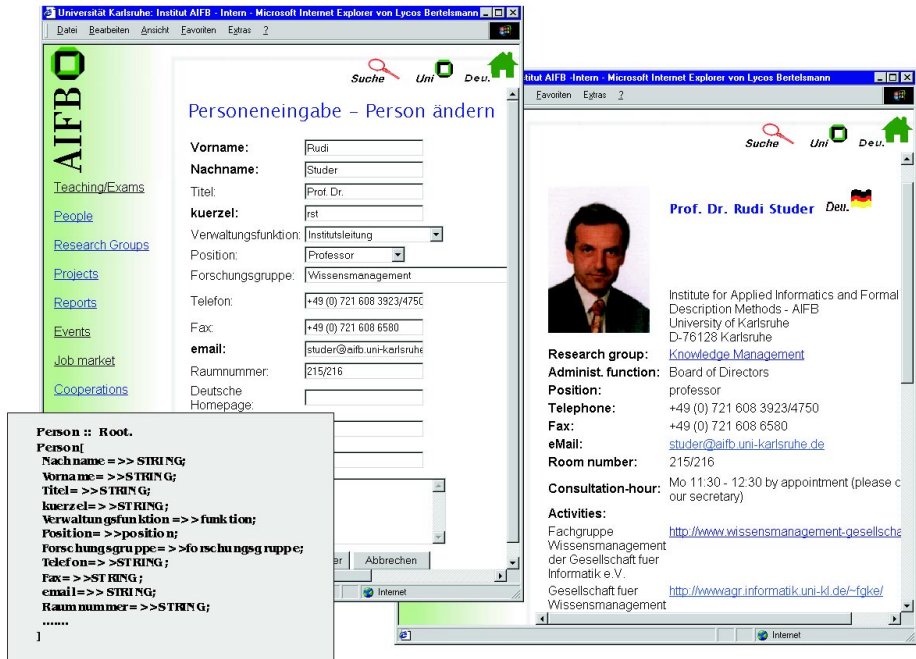 Universität Karlsruhe: Institut AIFB - Intern - Microsoft Internet Explorer von Lycos Bertelsmann
Datei Bearbeiten Ansicht Favoriten Extras ?
Suche Uni Deu.
AIFB
Teaching/Exams
People
Research Groups
Projects
Reports
Events
Job market
Cooperations
Personeneingabe – Person ändern
Vorname: Rudi
Nachname: Studer
Titel: Prof. Dr.
kuerzel: rst
Verwaltungsfunktion: Institutsleitung
Position: Professor
Forschungsgruppe: Wissensmanagement
Telefon: +49 (0) 721 608 3923/4750
Fax: +49 (0) 721 608 6580
email: studer@aifb.uni-karlsruhe
Raumnummer: 215/216
Deutsche
Homepage:
er Abbrechen
Internet
Person :: Root.
Person[
Nachname=>>STRING;
Vorname=>>STRING;
Titel=>>STRING;
kuerzel=>>STRING;
Verwaltungsfunktion=>>funktion;
Position=>>position;
Forschungsgruppe=>>forschungsgruppe;
Telefon=>>STRING;
Fax=>>STRING;
email=>>STRING;
Raumnummer=>>STRING;
.......
]
titut AIFB -Intern - Microsoft Internet Explorer von Lycos Bertelsmann
Favoriten Extras ?
Suche Uni Deu.
Prof. Dr. Rudi Studer Deu.
Institute for Applied Informatics and Formal
Description Methods - AIFB
University of Karlsruhe
D-76128 Karlsruhe
Research group: Knowledge Management
Administ. function: Board of Directors
Position: professor
Telephone: +49 (0) 721 608 3923/4750
Fax: +49 (0) 721 608 6580
eMail: studer@aifb.uni-karlsruhe.de
Room number: 215/216
Consultation-hour: Mo 11:30 - 12:30 by appointment (please c
our secretary)
Activities:
Fachgruppe http://www.wissensmanagement-gesellscha
Wissensmanagement
der Gesellschaft fuer
Informatik e.V.
Gesellschaft fuer http://wwwagr.informatik.uni-kl.de/~fgke/
Wissensmanagement
Internet